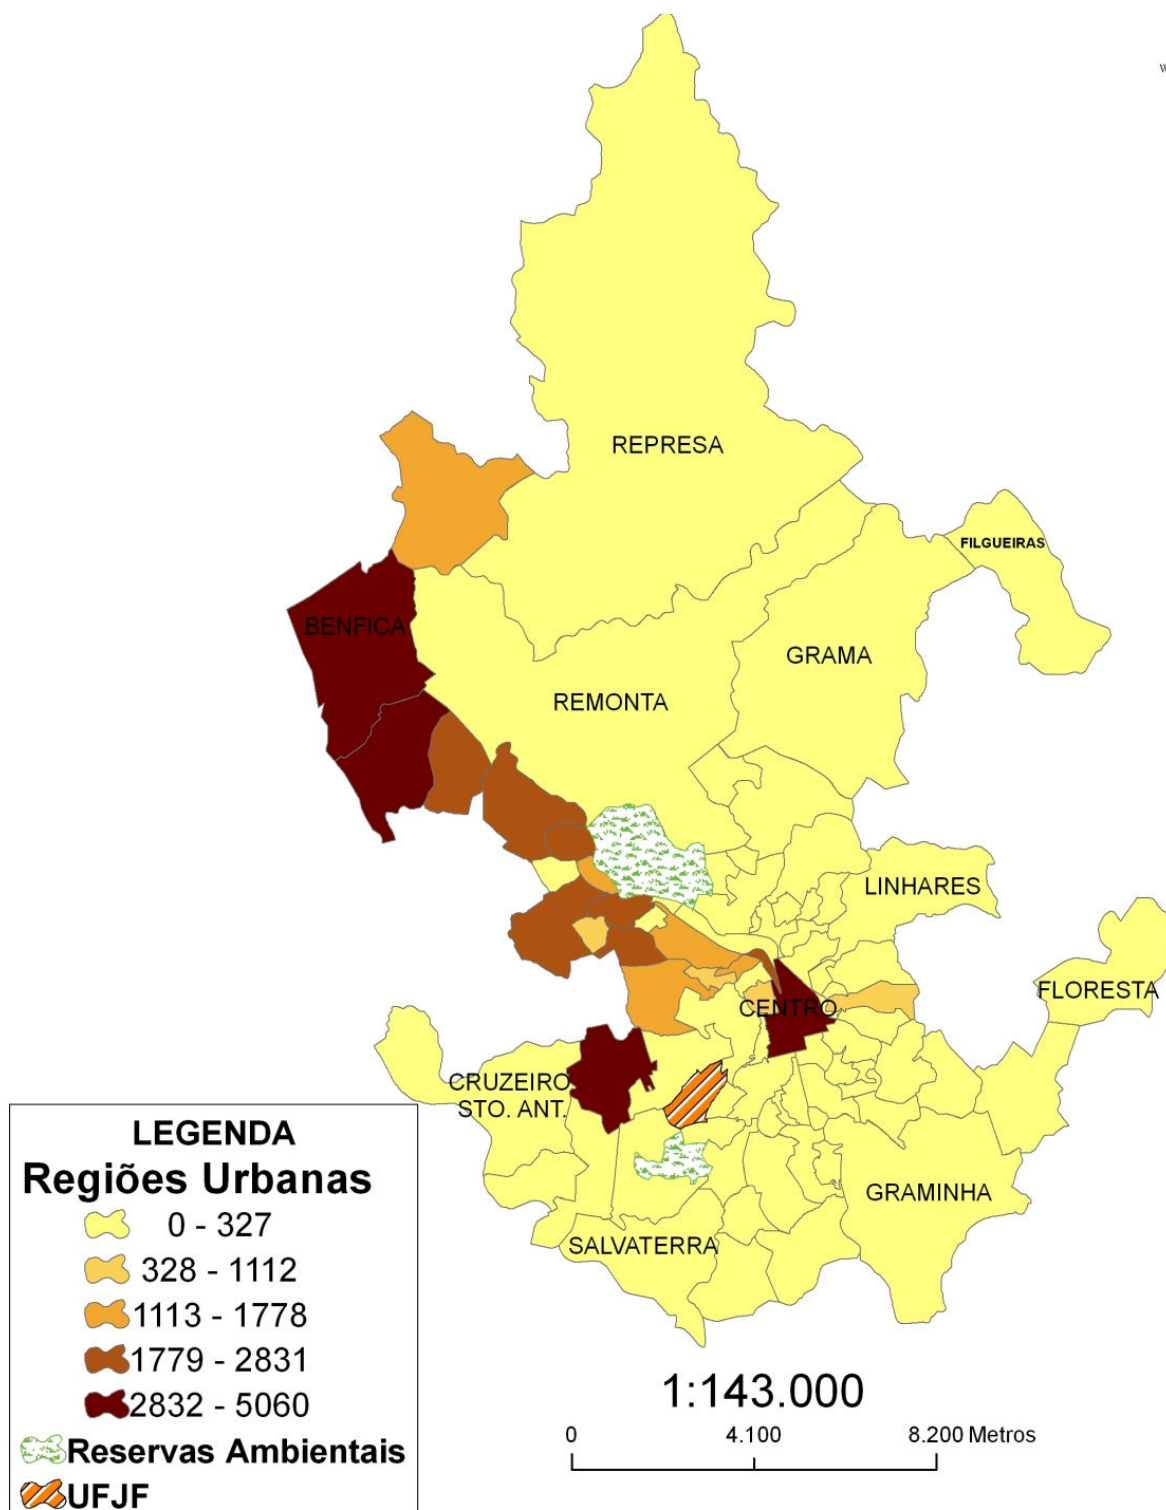 W
REPRESA
FILGUEIRAS
BENFICA
GRAMA
REMONTA
LINHARES
FLORESTA
CENTRO
CRUZEIRO
STO. ANT.
GRAMINHA
SALVATERRA
LEGENDA
Regiões Urbanas
0 - 327
328 - 1112
1113 - 1778
1779 - 2831
2832 - 5060
Reservas Ambientais
UFJF
1:143.000
0 4.100 8.200 Metros